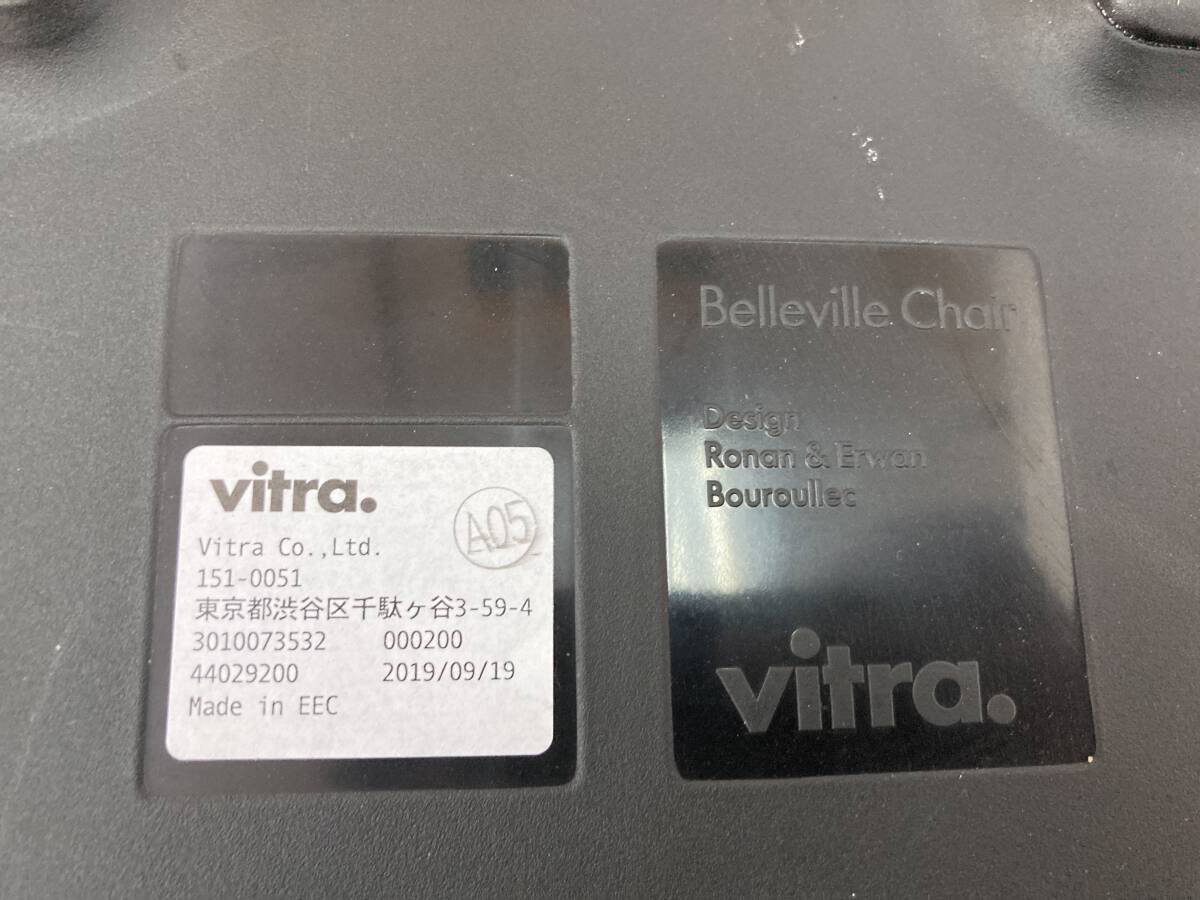 vitra.
A05
Vitra Co.,Ltd.
151-0051
東京都渋谷区千駄ヶ谷3-59-4
3010073532 000200
44029200 2019/09/19
Made in EEC
Belleville Chair
Design
Ronan & Erwan
Bouroullec
vitra.